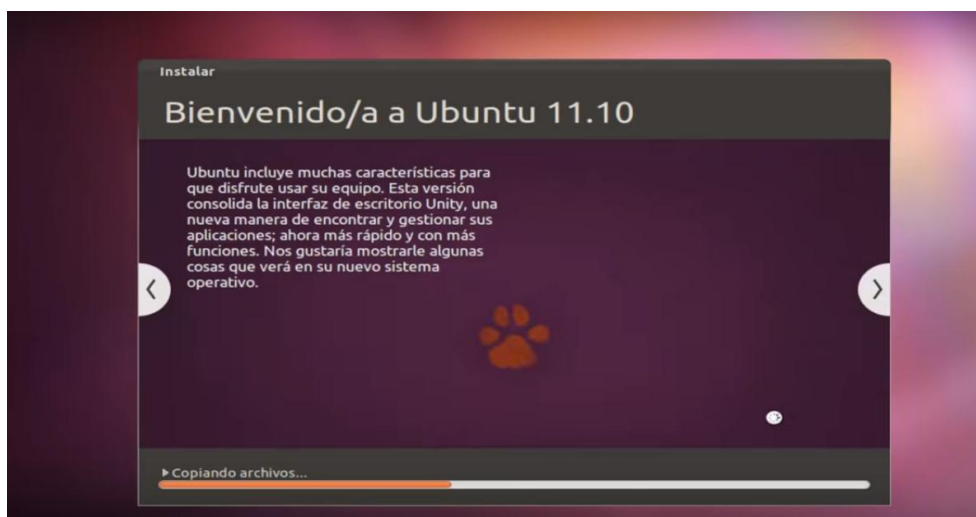 Instalar
Bienvenido/a a Ubuntu 11.10
Ubuntu incluye muchas características para
que disfrute usar su equipo. Esta versión
consolida la interfaz de escritorio Unity, una
nueva manera de encontrar y gestionar sus
aplicaciones; ahora más rápido y con más
funciones. Nos gustaría mostrarle algunas
cosas que verá en su nuevo sistema
operativo.
Copiando archivos...